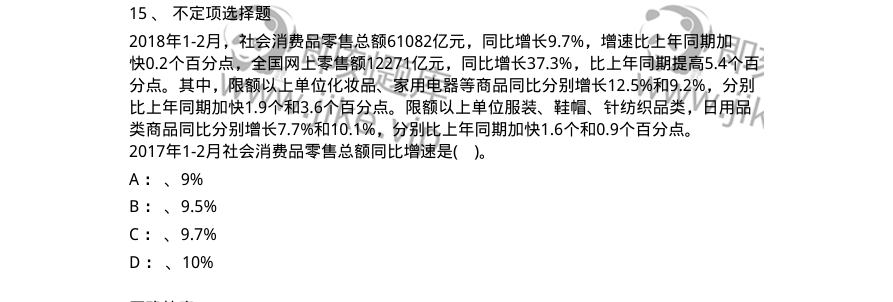 15 、 不定项选择题
2018年1-2月，社会消费品零售总额61082亿元，同比增长9.7%，增速比上年同期加
快0.2个百分点，全国网上零售额12271亿元，同比增长37.3%，比上年同期提高5.4个百
分点。其中，限额以上单位化妆品、家用电器等商品同比分别增长12.5%和9.2%，分别
比上年同期加快1.9个和3.6个百分点。限额以上单位服装、鞋帽、针纺织品类，日用品
类商品同比分别增长7.7%和10.1%，分别比上年同期加快1.6个和0.9个百分点。
2017年1-2月社会消费品零售总额同比增速是( )。
A： 、9%
B： 、9.5%
C： 、9.7%
D： 、10%